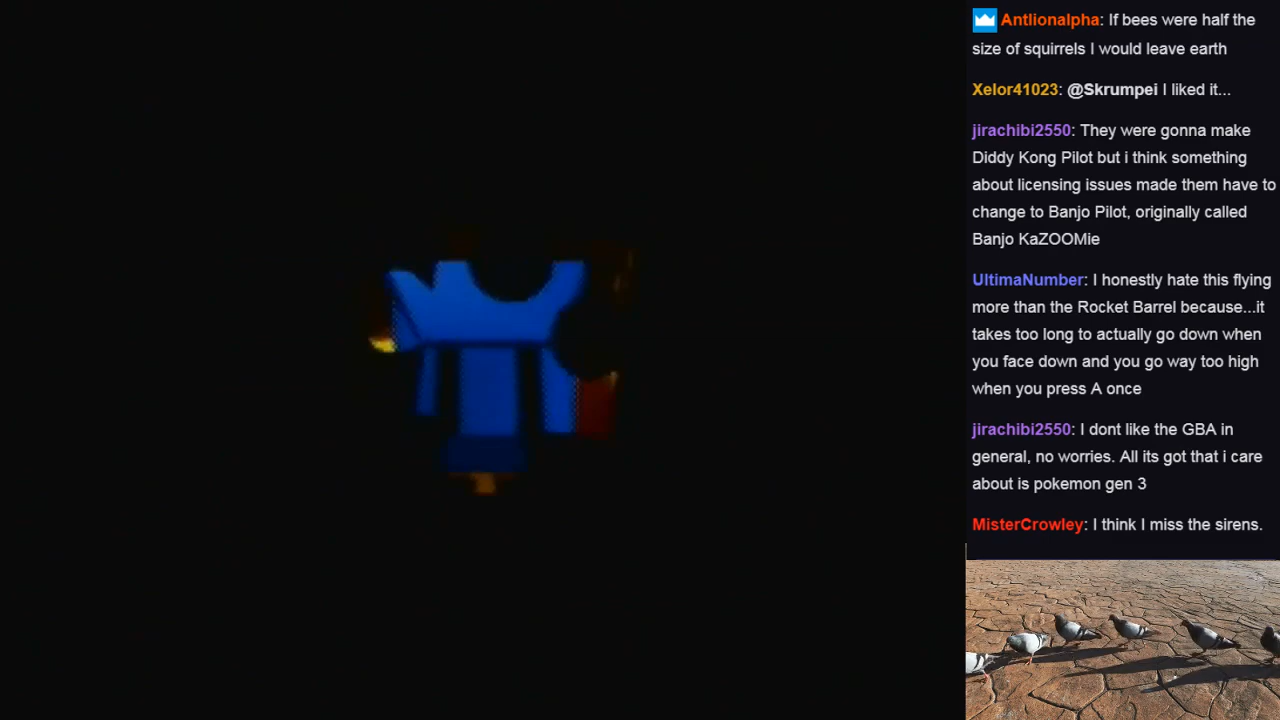 Antlionalpha: If bees were half the
size of squirrels I would leave earth
Xelor41023: @Skrumpei I liked it...
jirachibi2550: They were gonna make
Diddy Kong Pilot but i think something
about licensing issues made them have to
change to Banjo Pilot, originally called
Banjo KaZOOMie
UltimaNumber: I honestly hate this flying
more than the Rocket Barrel because...it
takes too long to actually go down when
you face down and you go way too high
when you press A once
jirachibi2550: I dont like the GBA in
general, no worries. All its got that i care
about is pokemon gen 3
MisterCrowley: I think I miss the sirens.